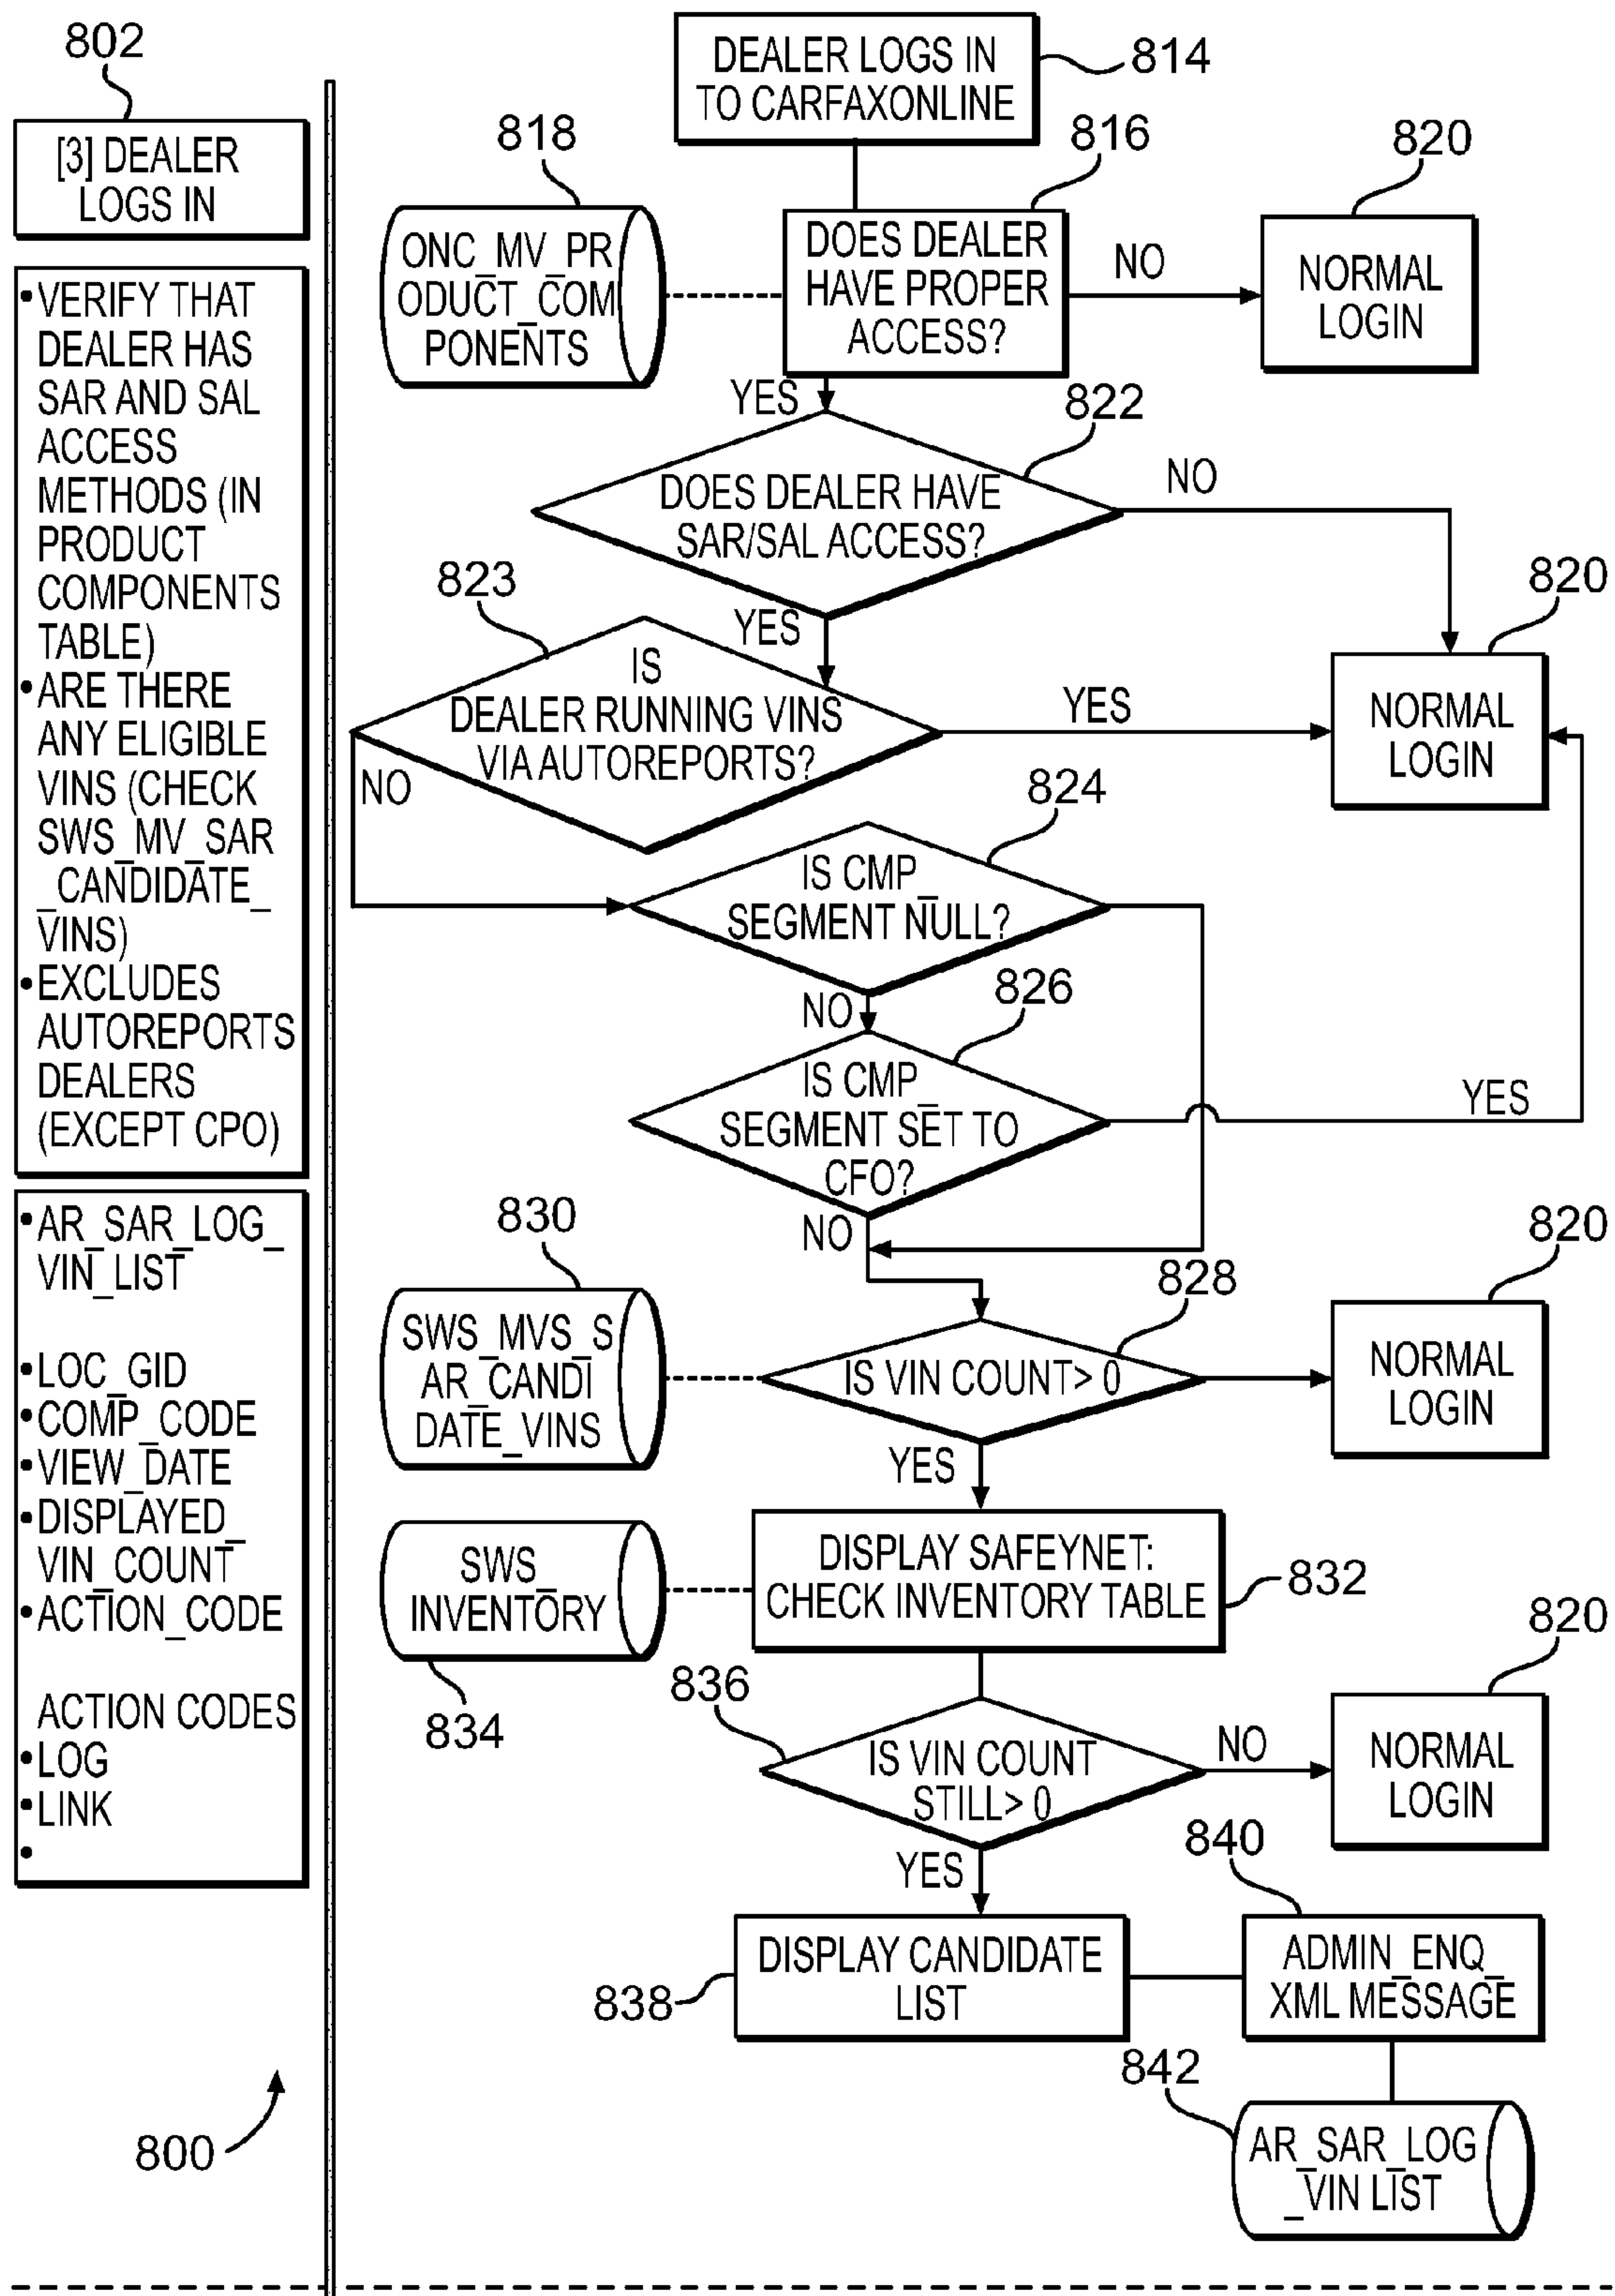 802
[3] DEALER
LOGS IN
•VERIFY THAT
DEALER HAS
SAR AND SAL
ACCESS
METHODS (IN
PRODUCT
COMPONENTS
TABLE)
•ARE THERE
ANY ELIGIBLE
VINS (CHECK
SWS_MV_SAR
_CANDIDATE_
VINS)
•EXCLUDES
AUTOREPORTS
DEALERS
(EXCEPT CPO)
•AR_SAR_LOG_
VIN_LIST
•LOC_GID
•COMP_CODE
•VIEW_DATE
•DISPLAYED_
VIN_COUNT
•ACTION_CODE
ACTION CODES
•LOG
•LINK
•
800
DEALER LOGS IN
TO CARFAXONLINE
814
818
ONC_MV_PR
ODUCT_COM
PONENTS
816
DOES DEALER
HAVE PROPER
ACCESS?
NO
820
NORMAL
LOGIN
YES
822
DOES DEALER HAVE
SAR/SAL ACCESS?
NO
YES
823
IS
DEALER RUNNING VINS
VIA AUTOREPORTS?
YES
820
NORMAL
LOGIN
NO
824
IS CMP_
SEGMENT NULL?
NO
826
IS CMP_
SEGMENT SET TO
CFO?
YES
NO
830
SWS_MVS_S
AR_CANDI
DATE_VINS
828
IS VIN COUNT> 0
820
NORMAL
LOGIN
YES
SWS_
INVENTORY
834
DISPLAY SAFEYNET:
CHECK INVENTORY TABLE
832
836
IS VIN COUNT
STILL> 0
NO
820
NORMAL
LOGIN
YES
DISPLAY CANDIDATE
LIST
838
840
ADMIN_ENQ_
XML MESSAGE
842
AR_SAR_LOG
_VIN LIST